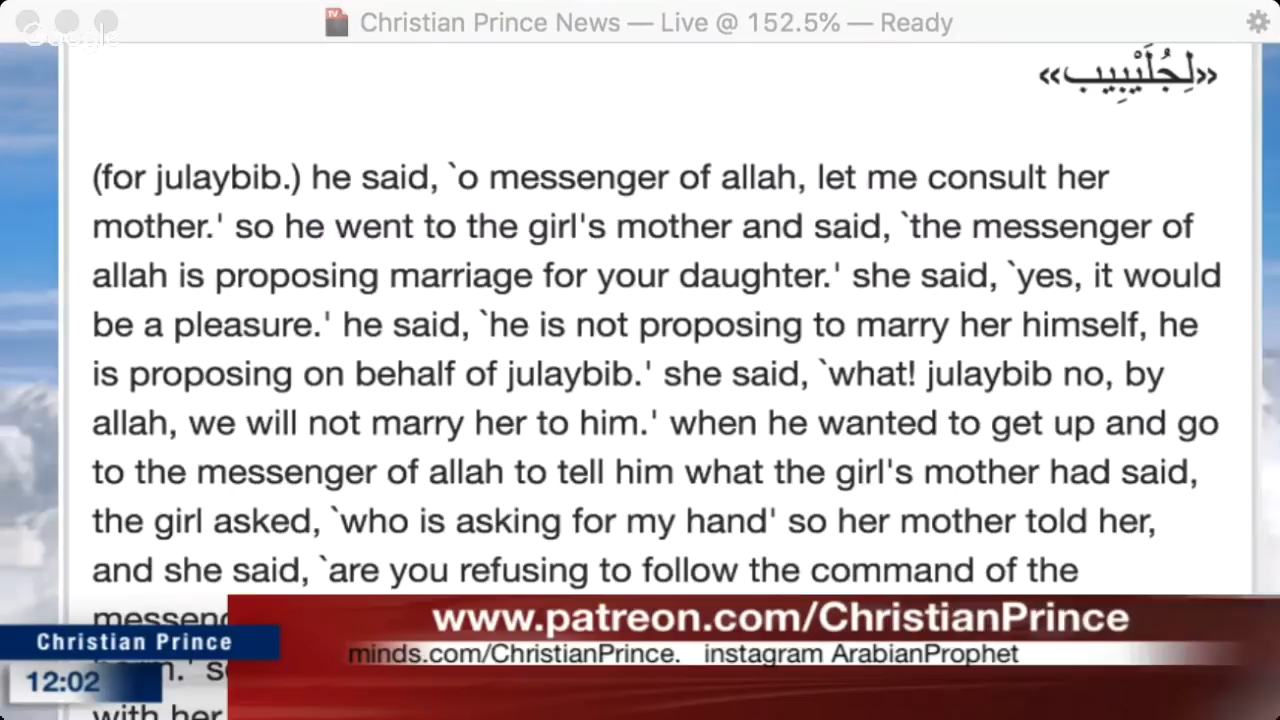 Christian Prince News — Live @ 152.5% — Ready
Google
«لِجُلَيْبِيبٍ»
(for julaybib.) he said, `o messenger of allah, let me consult her
mother.' so he went to the girl's mother and said, `the messenger of
allah is proposing marriage for your daughter.' she said, `yes, it would
be a pleasure.' he said, `he is not proposing to marry her himself, he
is proposing on behalf of julaybib.' she said, `what! julaybib no, by
allah, we will not marry her to him.' when he wanted to get up and go
to the messenger of allah to tell him what the girl's mother had said,
the girl asked, `who is asking for my hand' so her mother told her,
and she said, `are you refusing to follow the command of the
www.patreon.com/ChristianPrince
Christian Prince
minds.com/ChristianPrince. instagram ArabianProphet
12:02
with her